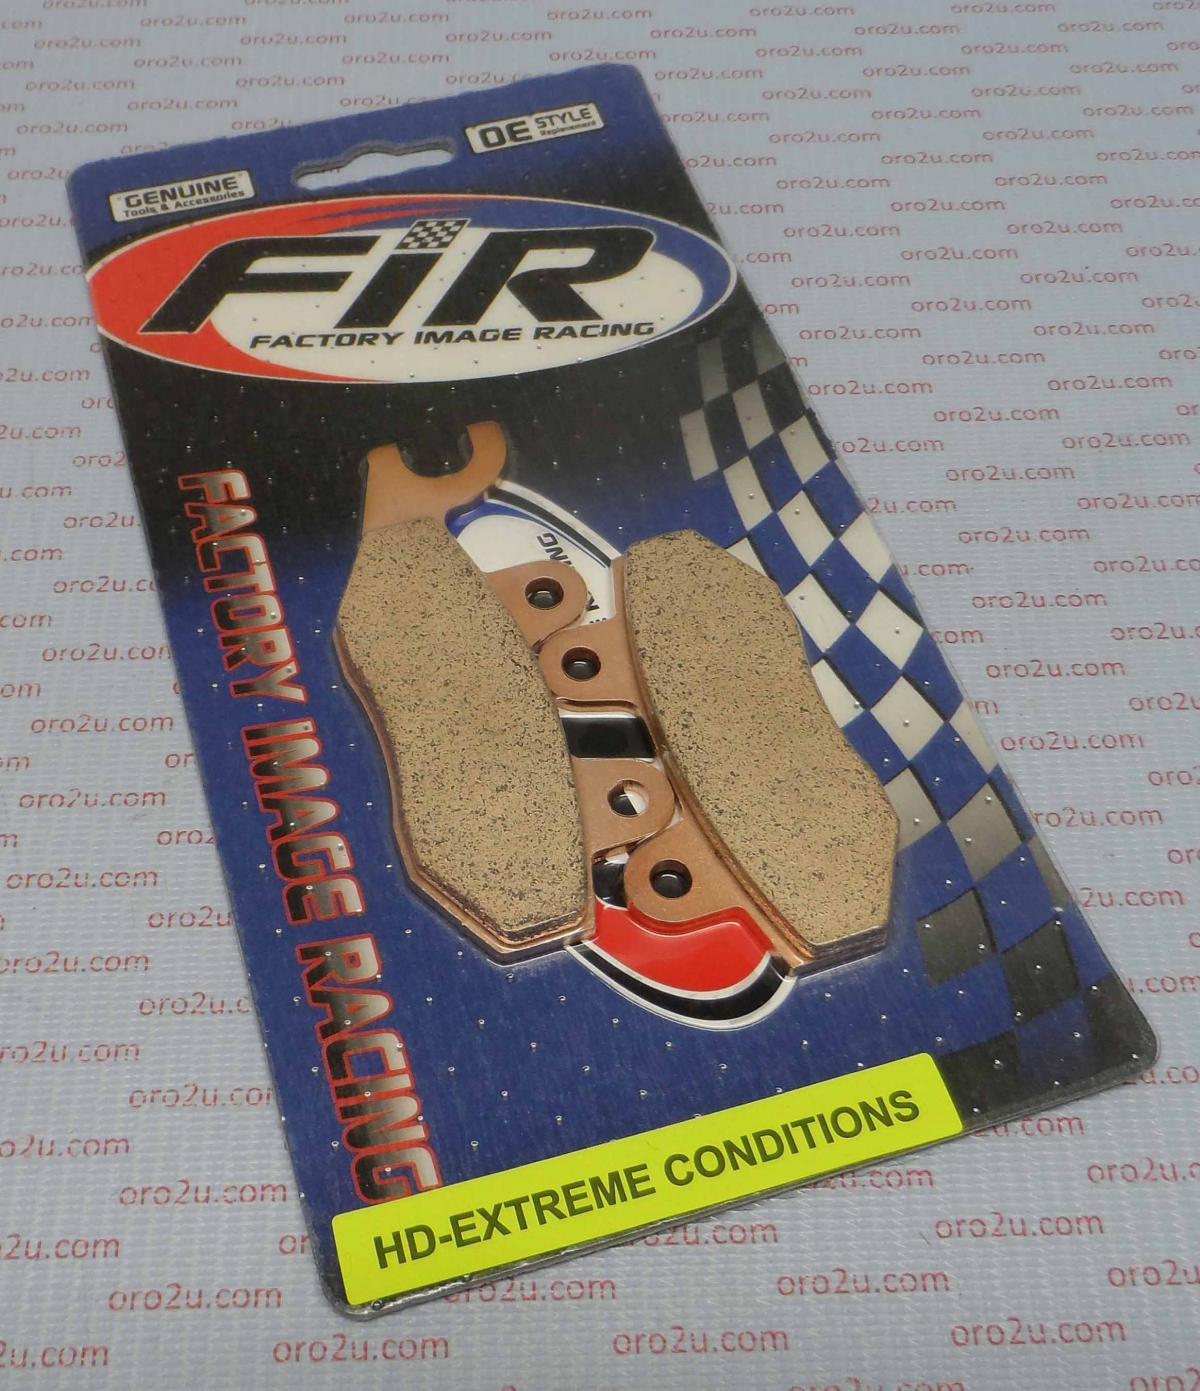 OE STYLE
Replacement
GENUINE
Tools & Accessories
FiR
FACTORY IMAGE RACING
FACTORY IMAGE RACING
HD-EXTREME CONDITIONS
oro2u.com